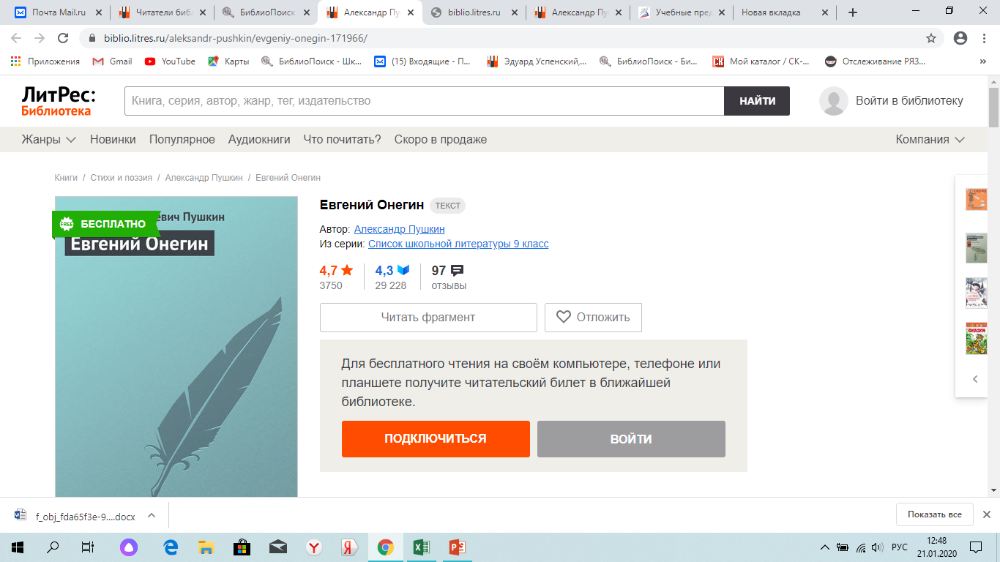 Почта Mail.ru
Читатели биб
БиблиоПоиск
Александр Пу
biblio.litres.ru
Александр Пу
Учебные пред
Новая вкладка
biblio.litres.ru/aleksandr-pushkin/evgeniy-onegin-171966/
Приложения
Gmail
YouTube
Карты
БиблиоПоиск - Шк...
(15) Входящие - П...
Эдуард Успенский,...
БиблиоПоиск - Би...
СК
Мой каталог / СК-...
Отслеживание РЯЗ...
»
ЛитРес:
Библиотека
Книга, серия, автор, жанр, тег, издательство
НАЙТИ
Войти в библиотеку
Жанры
Новинки
Популярное
Аудиокниги
Что почитать?
Скоро в продаже
Компания
Книги / Стихи и поэзия / Александр Пушкин / Евгений Онегин
евич Пушкин
FREE БЕСПЛАТНО
Евгений Онегин
Евгений Онегин ТЕКСТ
Автор: Александр Пушкин
Из серии: Список школьной литературы 9 класс
4,7 4,3 97
3750 29 228 отзывы
Читать фрагмент
Отложить
Для бесплатного чтения на своём компьютере, телефоне или
планшете получите читательский билет в ближайшей
библиотеке.
ПОДКЛЮЧИТЬСЯ
ВОЙТИ
СКАЗКИ
f_obj_fda65f3e-9....docx
Показать все
РУС
12:48
21.01.2020